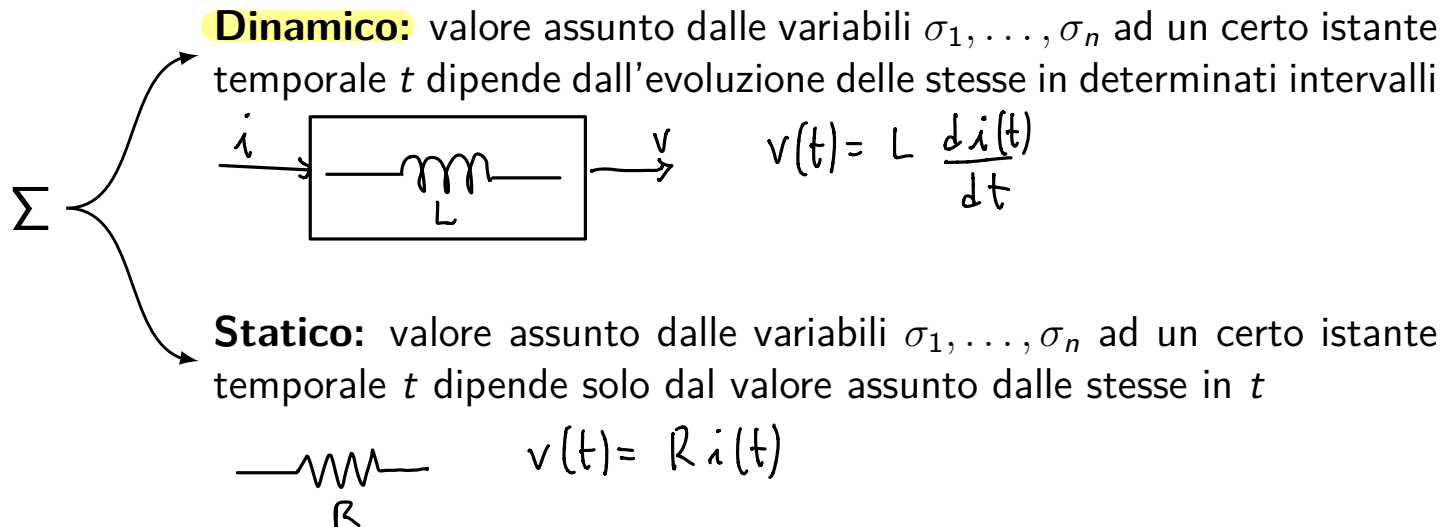 Dinamico: valore assunto dalle variabili σ₁, . . . , σₙ ad un certo istante
temporale t dipende dall'evoluzione delle stesse in determinati intervalli
i
L
v
v(t) = L di(t)/dt
Σ
Statico: valore assunto dalle variabili σ₁, . . . , σₙ ad un certo istante
temporale t dipende solo dal valore assunto dalle stesse in t
R
v(t) = R i(t)